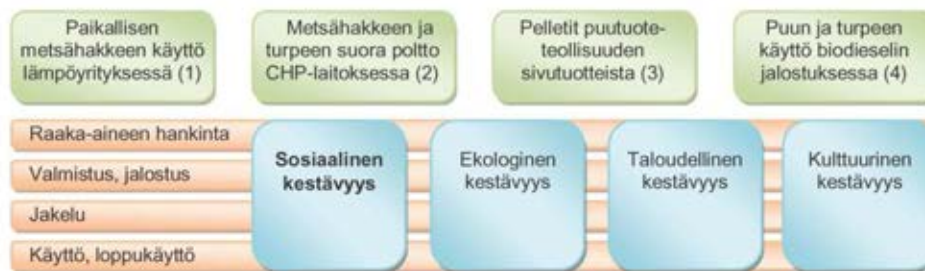 Paikallisen
metsähakkeen käyttö
lämpöyrityksessä (1)
Metsähakkeen ja
turpeen suora poltto
CHP-laitoksessa (2)
Pelletit puutuote-
teollisuuden
sivutuotteista (3)
Puun ja turpeen
käyttö biodieselin
jalostuksessa (4)
Raaka-aineen hankinta
Valmistus, jalostus
Jakelu
Käyttö, loppukäyttö
Sosiaalinen
kestävyys
Ekologinen
kestävyys
Taloudellinen
kestävyys
Kulttuurinen
kestävyys